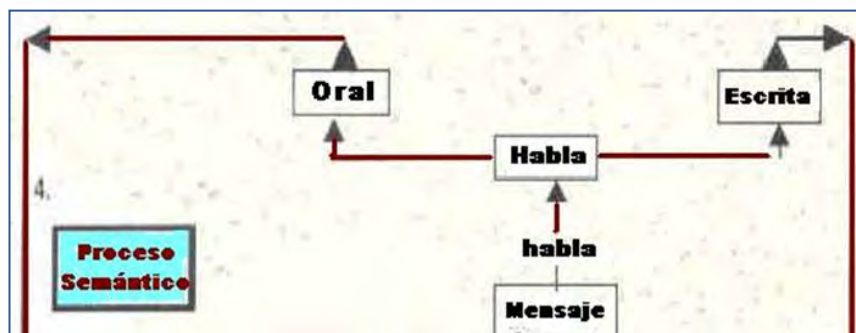 Oral
Escrita
Habla
4.
Proceso
Semántico
habla
Mensaje